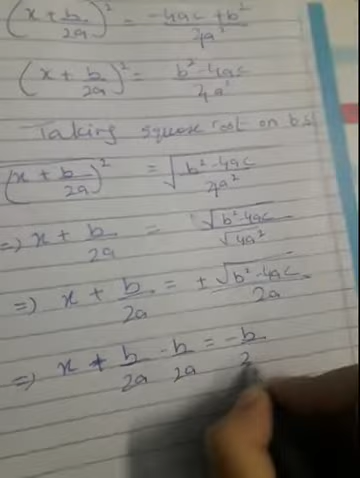 (x + b/2a)² = -4ac + b²/4a²
(x + b/2a)² = b²-4ac/4a²
Taking square root on b.s
√(x + b/2a)² = √b²-4ac/4a²
=> x + b/2a = √b²-4ac/√4a²
=> x + b/2a = ± √b²-4ac/2a
=> x + b/2a - b/2a = -b/2